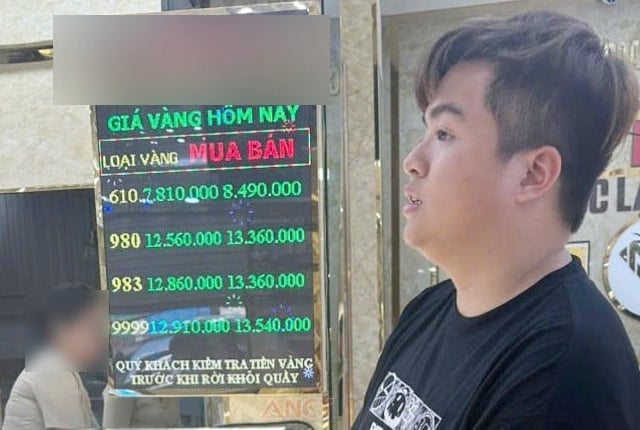 GIÁ VÀNG HÔM NAY
LOẠI VÀNG MUA BÁN
610 7.810.000 8.490.000
980 12.560.000 13.360.000
983 12.860.000 13.360.000
9999 12.910.000 13.540.000
QUÝ KHÁCH KIỂM TRA TIỀN VÀNG
TRƯỚC KHI RỜI KHỎI QUẦY
ANC
C LA